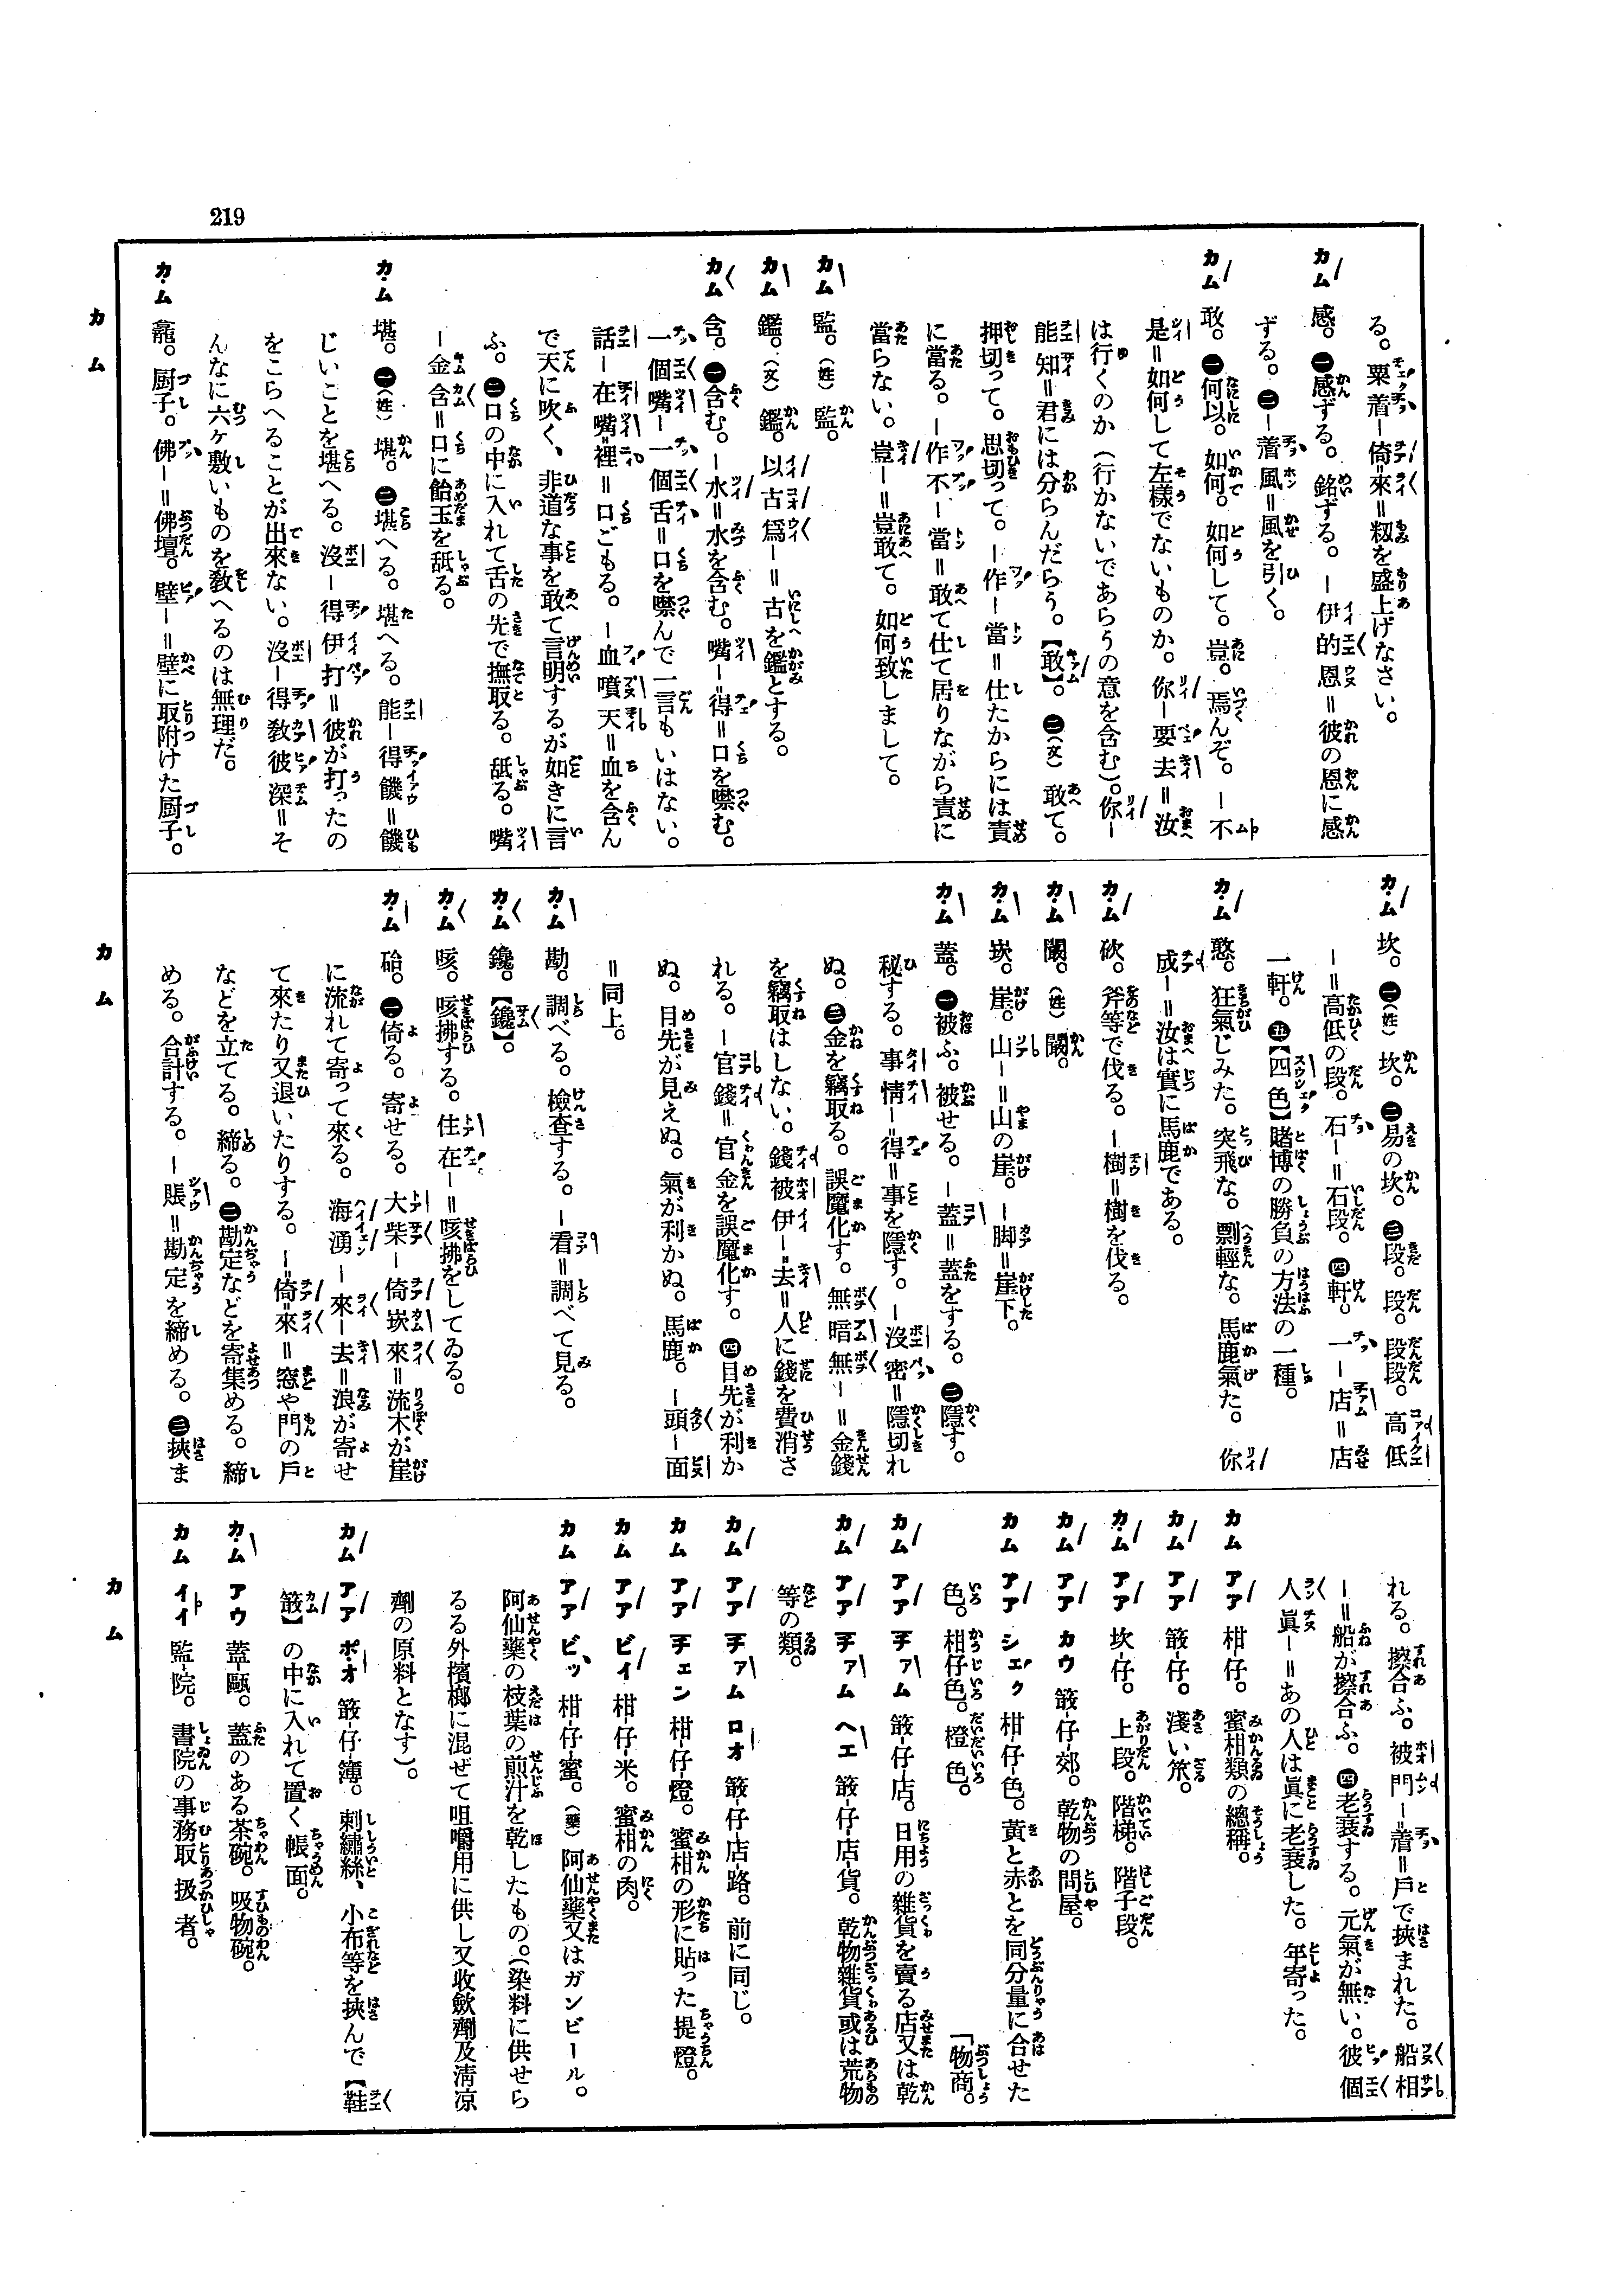 219
る。粟着ー倚=來=籾を盛上げなさい。
カム 感。㊀感ずる。銘ずる。ー伊的恩=彼の恩に感
ずる。㊁ー着風=風を引く。
カム 敢。㊀何以。如何。如何して。豈。焉んぞ。ー不
是=如何して左樣でないものか。你ー要去=汝
は行くのか(行かないであらうの意を含む)。你ー
能知=君には分らんだらう。【敢】。㊁(文)敢て。
押切って。思切って。ー作ー當=仕たからには責
に當る。ー作不ー當=敢て仕て居りながら責に
當らない。豈ー=豈敢て。如何致しまして。
カム 監。(姓)監。
カム 鑑。(文)鑑。以古爲ー=古を鑑とする。
カム 含。㊀含む。ー水=水を含む。嘴ー=得=口を噤む。
一個嘴ー一個舌=口を噤んで一言もいはない。
話ー在嘴=裡=口ごもる。ー血噴天=血を含ん
で天に吹く、非道な事を敢て言明するが如きに言
ふ。㊁口の中に入れて舌の先で撫取る。舐る。嘴
ー金含=口に飴玉を舐る。
カム 堪。㊀(姓)堪。㊁堪へる。堪へる。能ー得饑=饑
じいことを堪へる。沒ー得伊打=彼が打ったの
をこらへることが出來ない。沒ー得敎彼深=そ
んなに六ヶ敷いものを敎へるのは無理だ。
カム 龕。厨子。佛ー=佛壇。壁ー=壁に取附けた厨子。
カム
カム 坎。㊀(姓)坎。㊁易の坎。㊂段。段。段段。高低
ー=高低の段。石ー=石段。㊃軒。一ー店=店
一軒。㊄【四色】賭博の勝負の方法の一種。
カム 憨。狂氣じみた。突飛な。剽輕な。馬鹿氣た。你
成ー=汝は實に馬鹿である。
カム 砍。斧等で伐る。ー樹=樹を伐る。
カム 闞。(姓)闞。
カム 崁。崖。山ー=山の崖。ー脚=崖下。
カム 蓋。㊀被ふ。被せる。ー蓋=蓋をする。㊁隱す。
秘する。事情ー=得=事を隱す。ー沒密=隱切れ
ぬ。㊂金を竊取る。誤魔化す。無暗無ー=金錢
を竊取はしない。錢被伊ー=去=人に錢を費消さ
れる。ー官錢=官金を誤魔化す。㊃目先が利か
ぬ。目先が見えぬ。氣が利かぬ。馬鹿。ー頭ー面
=同上。
カム 勘。調べる。檢查する。ー看=調べて見る。
カム 鑱。【鑱】。
カム 咳。咳拂する。住在ー=咳拂をしてゐる。
カム 㪉。㊀倚る。寄せる。大柴ー倚崁來=流木が崖
に流れて寄って來る。海湧ー來ー去=浪が寄せ
て來たり又退いたりする。ー=倚=來=窓や門の戶
などを立てる。締る。㊁勘定などを寄集める。締
める。合計する。ー賬=勘定を締める。㊂挾ま
カム
れる。擦合ふ。被門ー=着=戶で挾まれた。船相
ー=船が擦合ふ。㊃老衰する。元氣が無い。彼個
人眞ー=あの人は眞に老衰した。年寄った。
カム アア 柑仔。蜜柑類の總稱。
カム アア 𥴊仔。淺い笊。
カム アア 坎-仔。上段。階梯。階子段。
カム アア カウ 𥴊-仔-郊。乾物の問屋。
カム アア シェク 柑-仔-色。黃と赤とを同分量に合せた
色。柑仔色。橙色。
カム アア チァム 𥴊-仔-店。日用の雜貨を賣る店又は乾
「物商。
カム アア チァム ヘエ 𥴊-仔-店-貨。乾物雜貨或は荒物
等の類。
カム アア チァム ロオ 𥴊-仔-店-路。前に同じ。
カム アア チェン 柑-仔-燈。蜜柑の形に貼った提燈。
カム アア ビイ 柑-仔-米。蜜柑の肉。
カム アア ビッ 柑-仔-蜜。(藥)阿仙藥又はガンビール。
阿仙藥の枝葉の煎汁を乾したもの。(染料に供せら
るる外檳榔に混ぜて咀嚼用に供し又收斂劑及淸凉
劑の原料となす)。
カム アア ポオ 𥴊-仔-簿。刺繡絲、小布等を挾んで【鞋
𥴊】の中に入れて置く帳面。
カム アウ 蓋-甌。蓋のある茶碗。吸物碗。
カム イイ 監-院。書院の事務取扱者。
カム